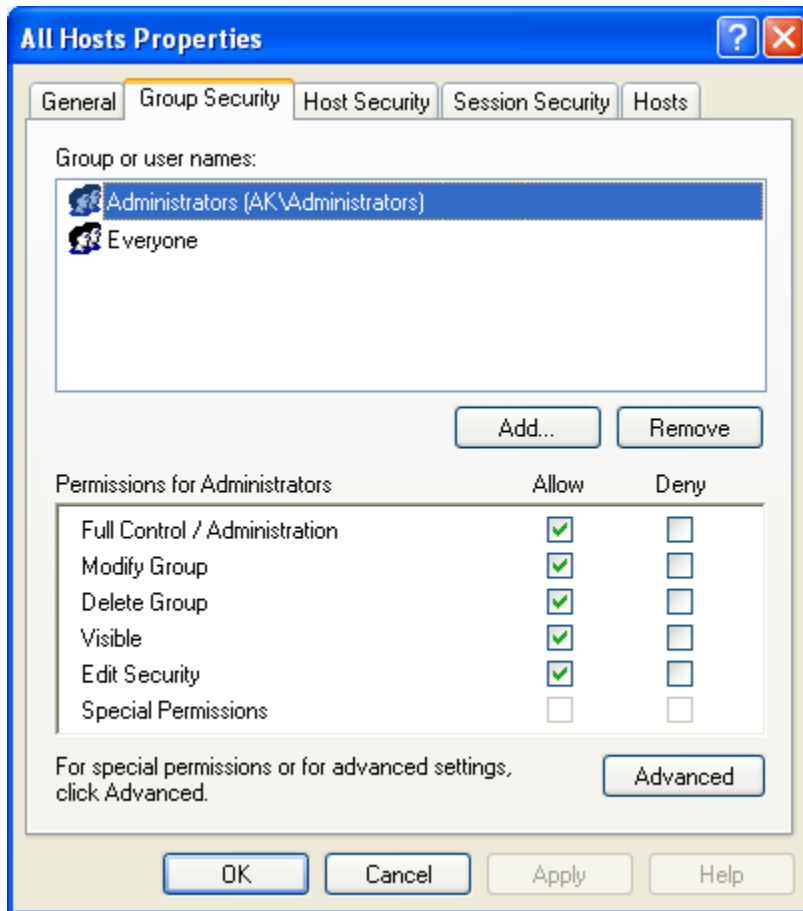 All Hosts Properties
?
General Group Security Host Security Session Security Hosts
Group or user names:
Administrators (AK\Administrators)
Everyone
Add... Remove
Permissions for Administrators Allow Deny
Full Control / Administration
Modify Group
Delete Group
Visible
Edit Security
Special Permissions
For special permissions or for advanced settings,
click Advanced.
Advanced
OK Cancel Apply Help